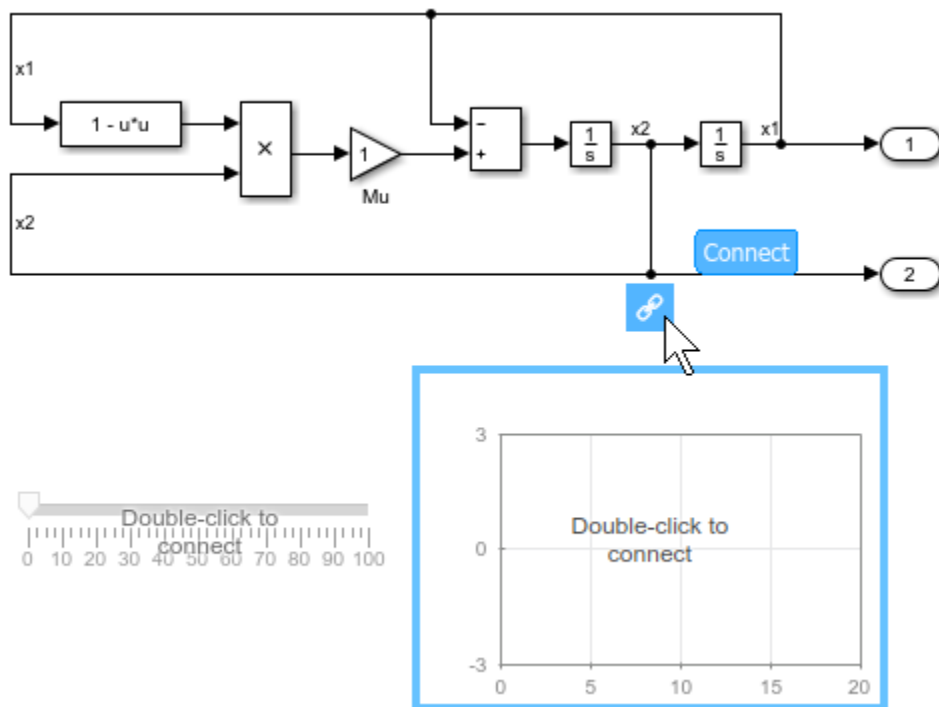 x1
1 - u*u
×
1
Mu
−
+
1
s
x2
1
s
x1
1
x2
Connect
2
Double-click to
connect
0 10 20 30 40 50 60 70 80 90 100
3
0
-3
Double-click to
connect
0 5 10 15 20